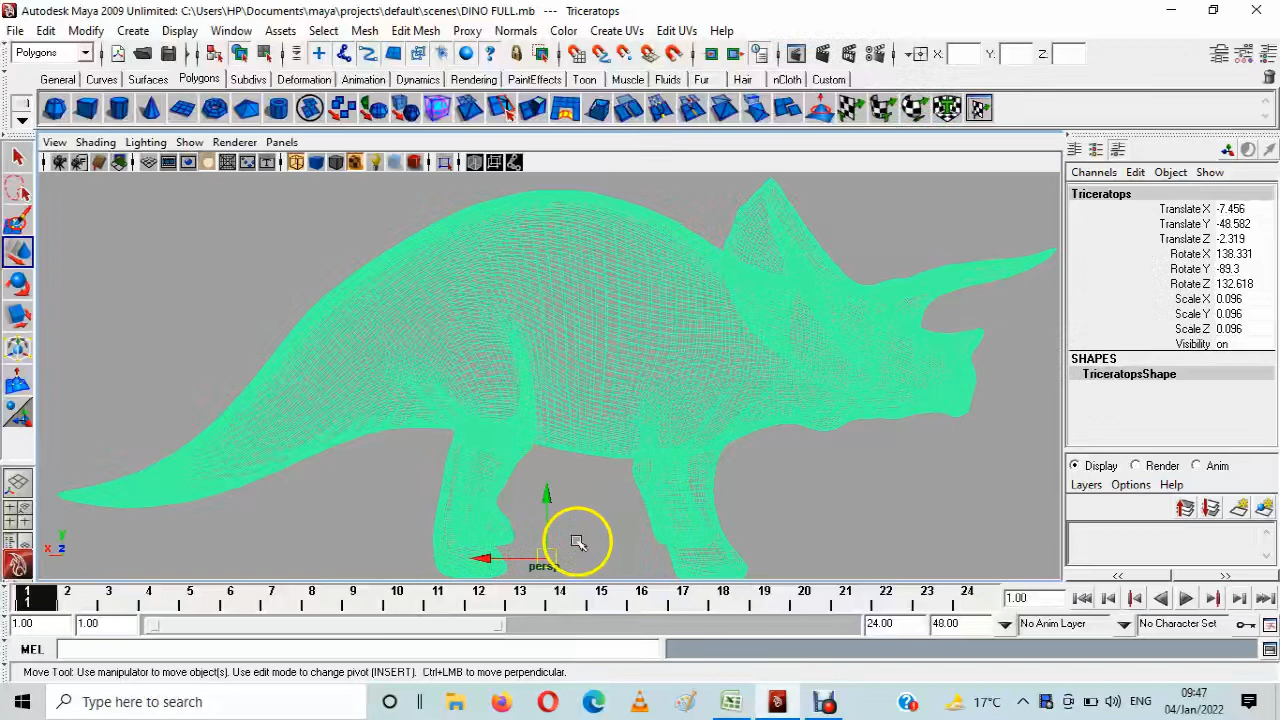 Autodesk Maya 2009 Unlimited: C:\Users\HP\Documents\maya\projects\default\scenes\DINO FULL.mb --- Triceratops
File Edit Modify Create Display Window Assets Select Mesh Edit Mesh Proxy Normals Color Create UVs Edit UVs Help
Polygons X: Y: Z:
General Curves Surfaces Polygons Subdivs Deformation Animation Dynamics Rendering PaintEffects Toon Muscle Fluids Fur Hair nCloth Custom
View Shading Lighting Show Renderer Panels
Channels Edit Object Show
Triceratops
Translate X -7.456
Translate Y -48.582
Translate Z -2.319
Rotate X 138.331
Rotate Y -89.3
Rotate Z 132.618
Scale X 0.096
Scale Y 0.096
Scale Z 0.096
Visibility on
SHAPES
TriceratopsShape
Display Render Anim
Layers Options Help
y
x z
persp
<< >>
1 2 3 4 5 6 7 8 9 10 11 12 13 14 15 16 17 18 19 20 21 22 23 24
1 1.00
1.00 1.00 24.00 48.00 No Anim Layer No Character Set
MEL
Move Tool: Use manipulator to move object(s). Use edit mode to change pivot (INSERT). Ctrl+LMB to move perpendicular.
Type here to search 17°C ENG 09:47
04/Jan/2022